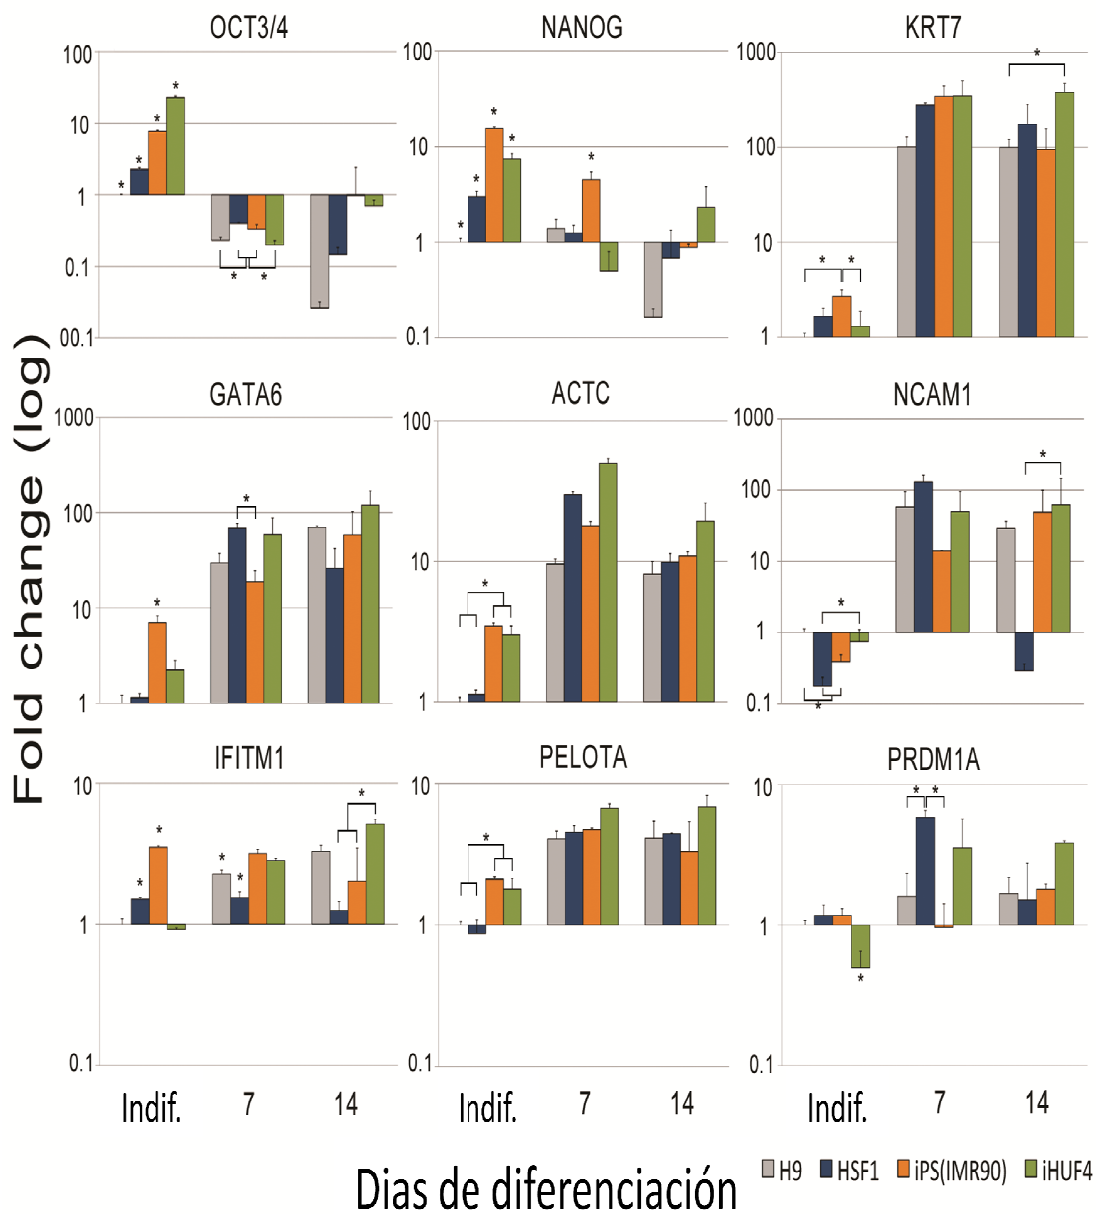 OCT3/4 NANOG KRT7
100 100 1000
10 10 100
1 1 10
0.1 0.1 1
00.1
* * * * * * * * * * * * *
GATA6 ACTC NCAM1
1000 100 1000
100 10 100
10 1 10
1 1
0.1
* * * * * *
IFITM1 PELOTA PRDM1A
10 10 10
1 1 1
0.1 0.1 0.1
* * * * * * * * *
Fold change (log)
Indif. 7 14 Indif. 7 14 Indif. 7 14
H9 HSF1 iPS(IMR90) iHUF4
Dias de diferenciación